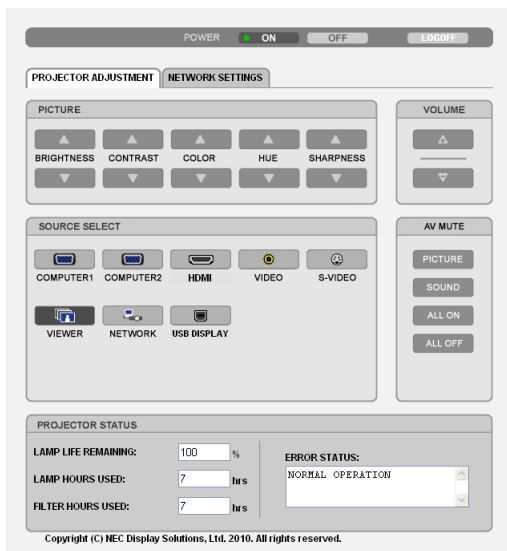 POWER ON OFF LOGOFF
PROJECTOR ADJUSTMENT NETWORK SETTINGS
PICTURE
BRIGHTNESS CONTRAST COLOR HUE SHARPNESS
VOLUME
SOURCE SELECT
COMPUTER1 COMPUTER2 HDMI VIDEO S-VIDEO
VIEWER NETWORK USB DISPLAY
AV MUTE
PICTURE
SOUND
ALL ON
ALL OFF
PROJECTOR STATUS
LAMP LIFE REMAINING: 100 %
LAMP HOURS USED: 7 hrs
FILTER HOURS USED: 7 hrs
ERROR STATUS:
NORMAL OPERATION
Copyright (C) NEC Display Solutions, Ltd. 2010. All rights reserved.